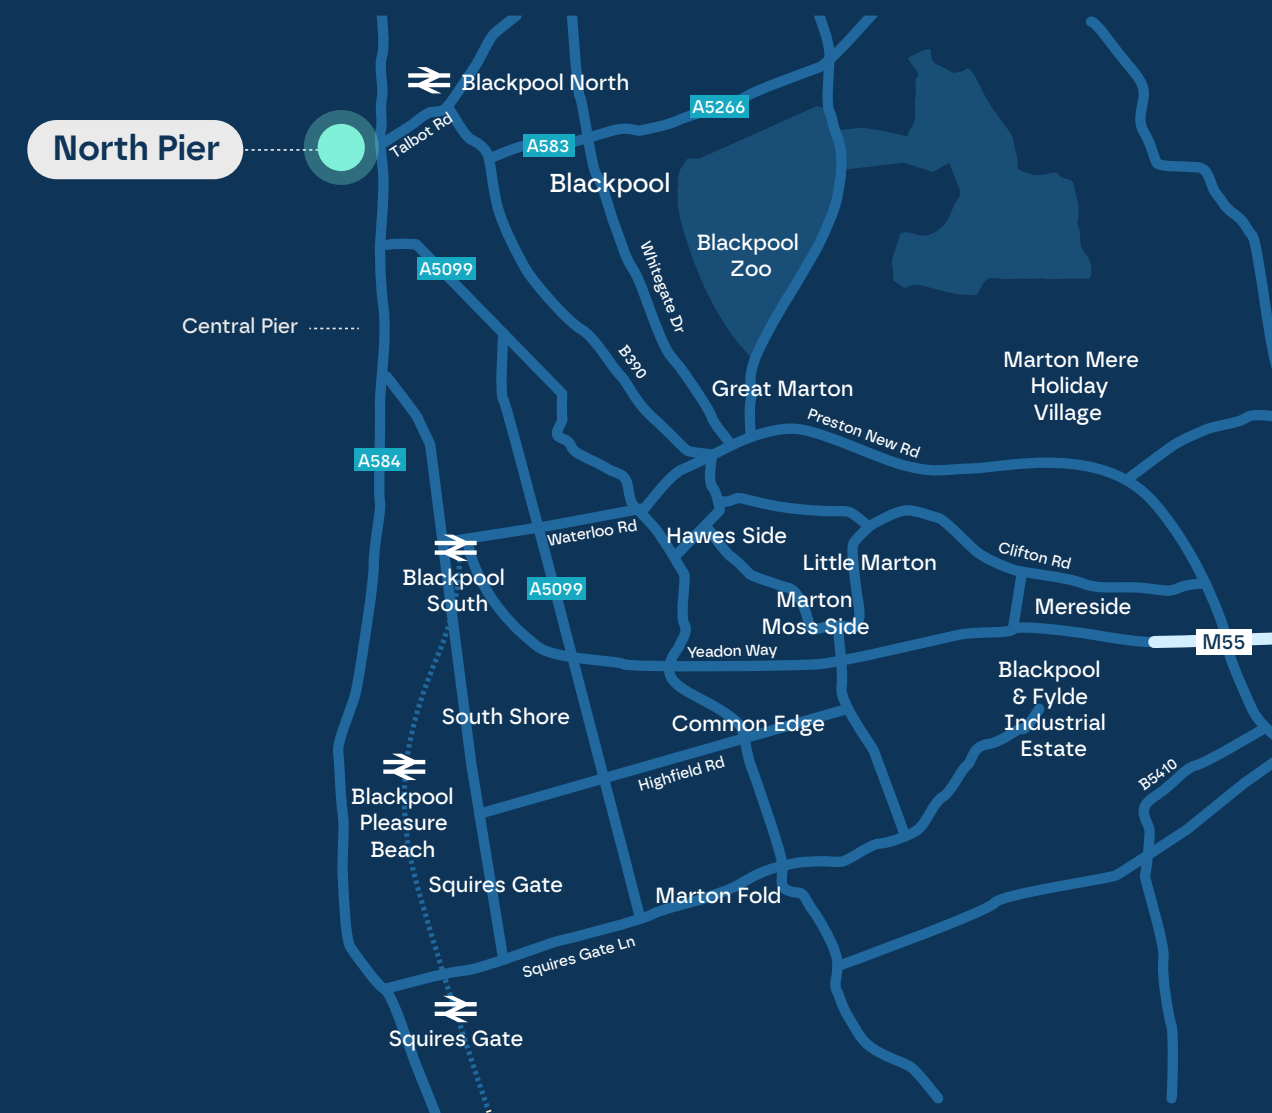 Blackpool North
A5266
Talbot Rd
North Pier
A583
Blackpool
Blackpool
Zoo
A5099
Whitegate Dr
Central Pier
B390
Marton Mere
Holiday
Village
Great Marton
Preston New Rd
A584
Waterloo Rd
Hawes Side
Clifton Rd
Little Marton
Blackpool
South
A5099
Marton
Moss Side
Mereside
M55
Yeadon Way
Blackpool
& Fylde
Industrial
Estate
South Shore
Common Edge
Highfield Rd
B5410
Blackpool
Pleasure
Beach
Squires Gate
Marton Fold
Squires Gate Ln
Squires Gate